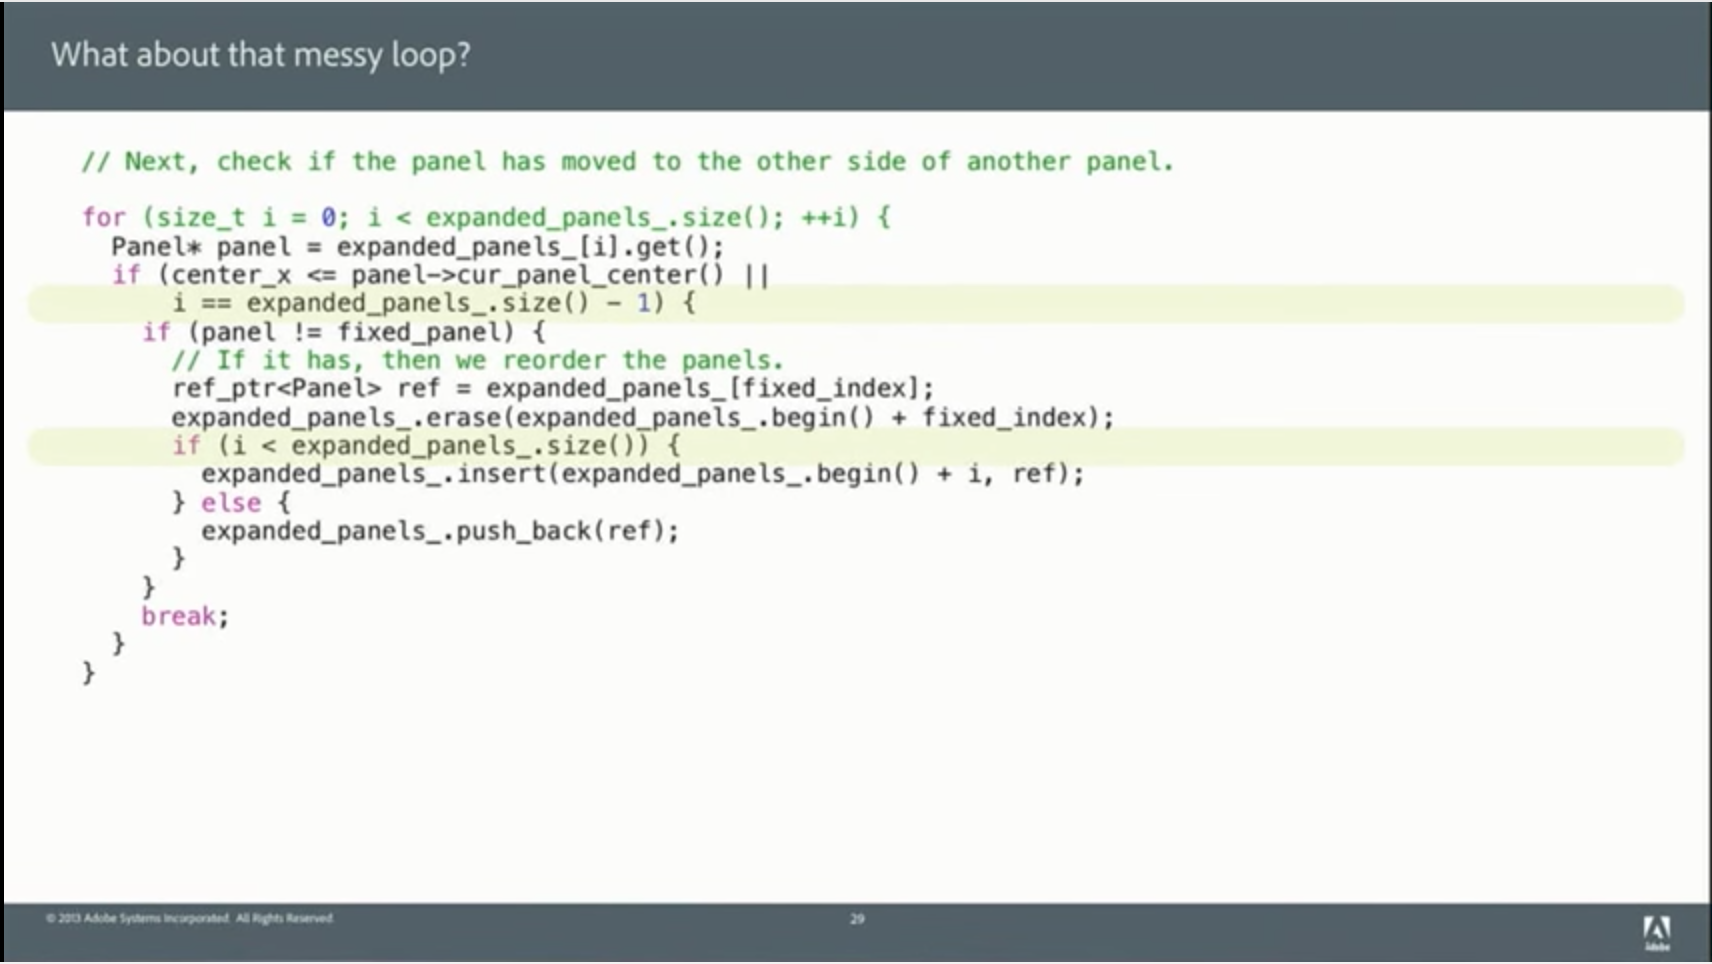 What about that messy loop?
// Next, check if the panel has moved to the other side of another panel.
for (size_t i = 0; i < expanded_panels_.size(); ++i) {
  Panel* panel = expanded_panels_[i].get();
  if (center_x <= panel->cur_panel_center() ||
      i == expanded_panels_.size() - 1) {
    if (panel != fixed_panel) {
      // If it has, then we reorder the panels.
      ref_ptr<Panel> ref = expanded_panels_[fixed_index];
      expanded_panels_.erase(expanded_panels_.begin() + fixed_index);
      if (i < expanded_panels_.size()) {
        expanded_panels_.insert(expanded_panels_.begin() + i, ref);
      } else {
        expanded_panels_.push_back(ref);
      }
    }
    break;
  }
}
© 2013 Adobe Systems Incorporated. All Rights Reserved.
29
Adobe